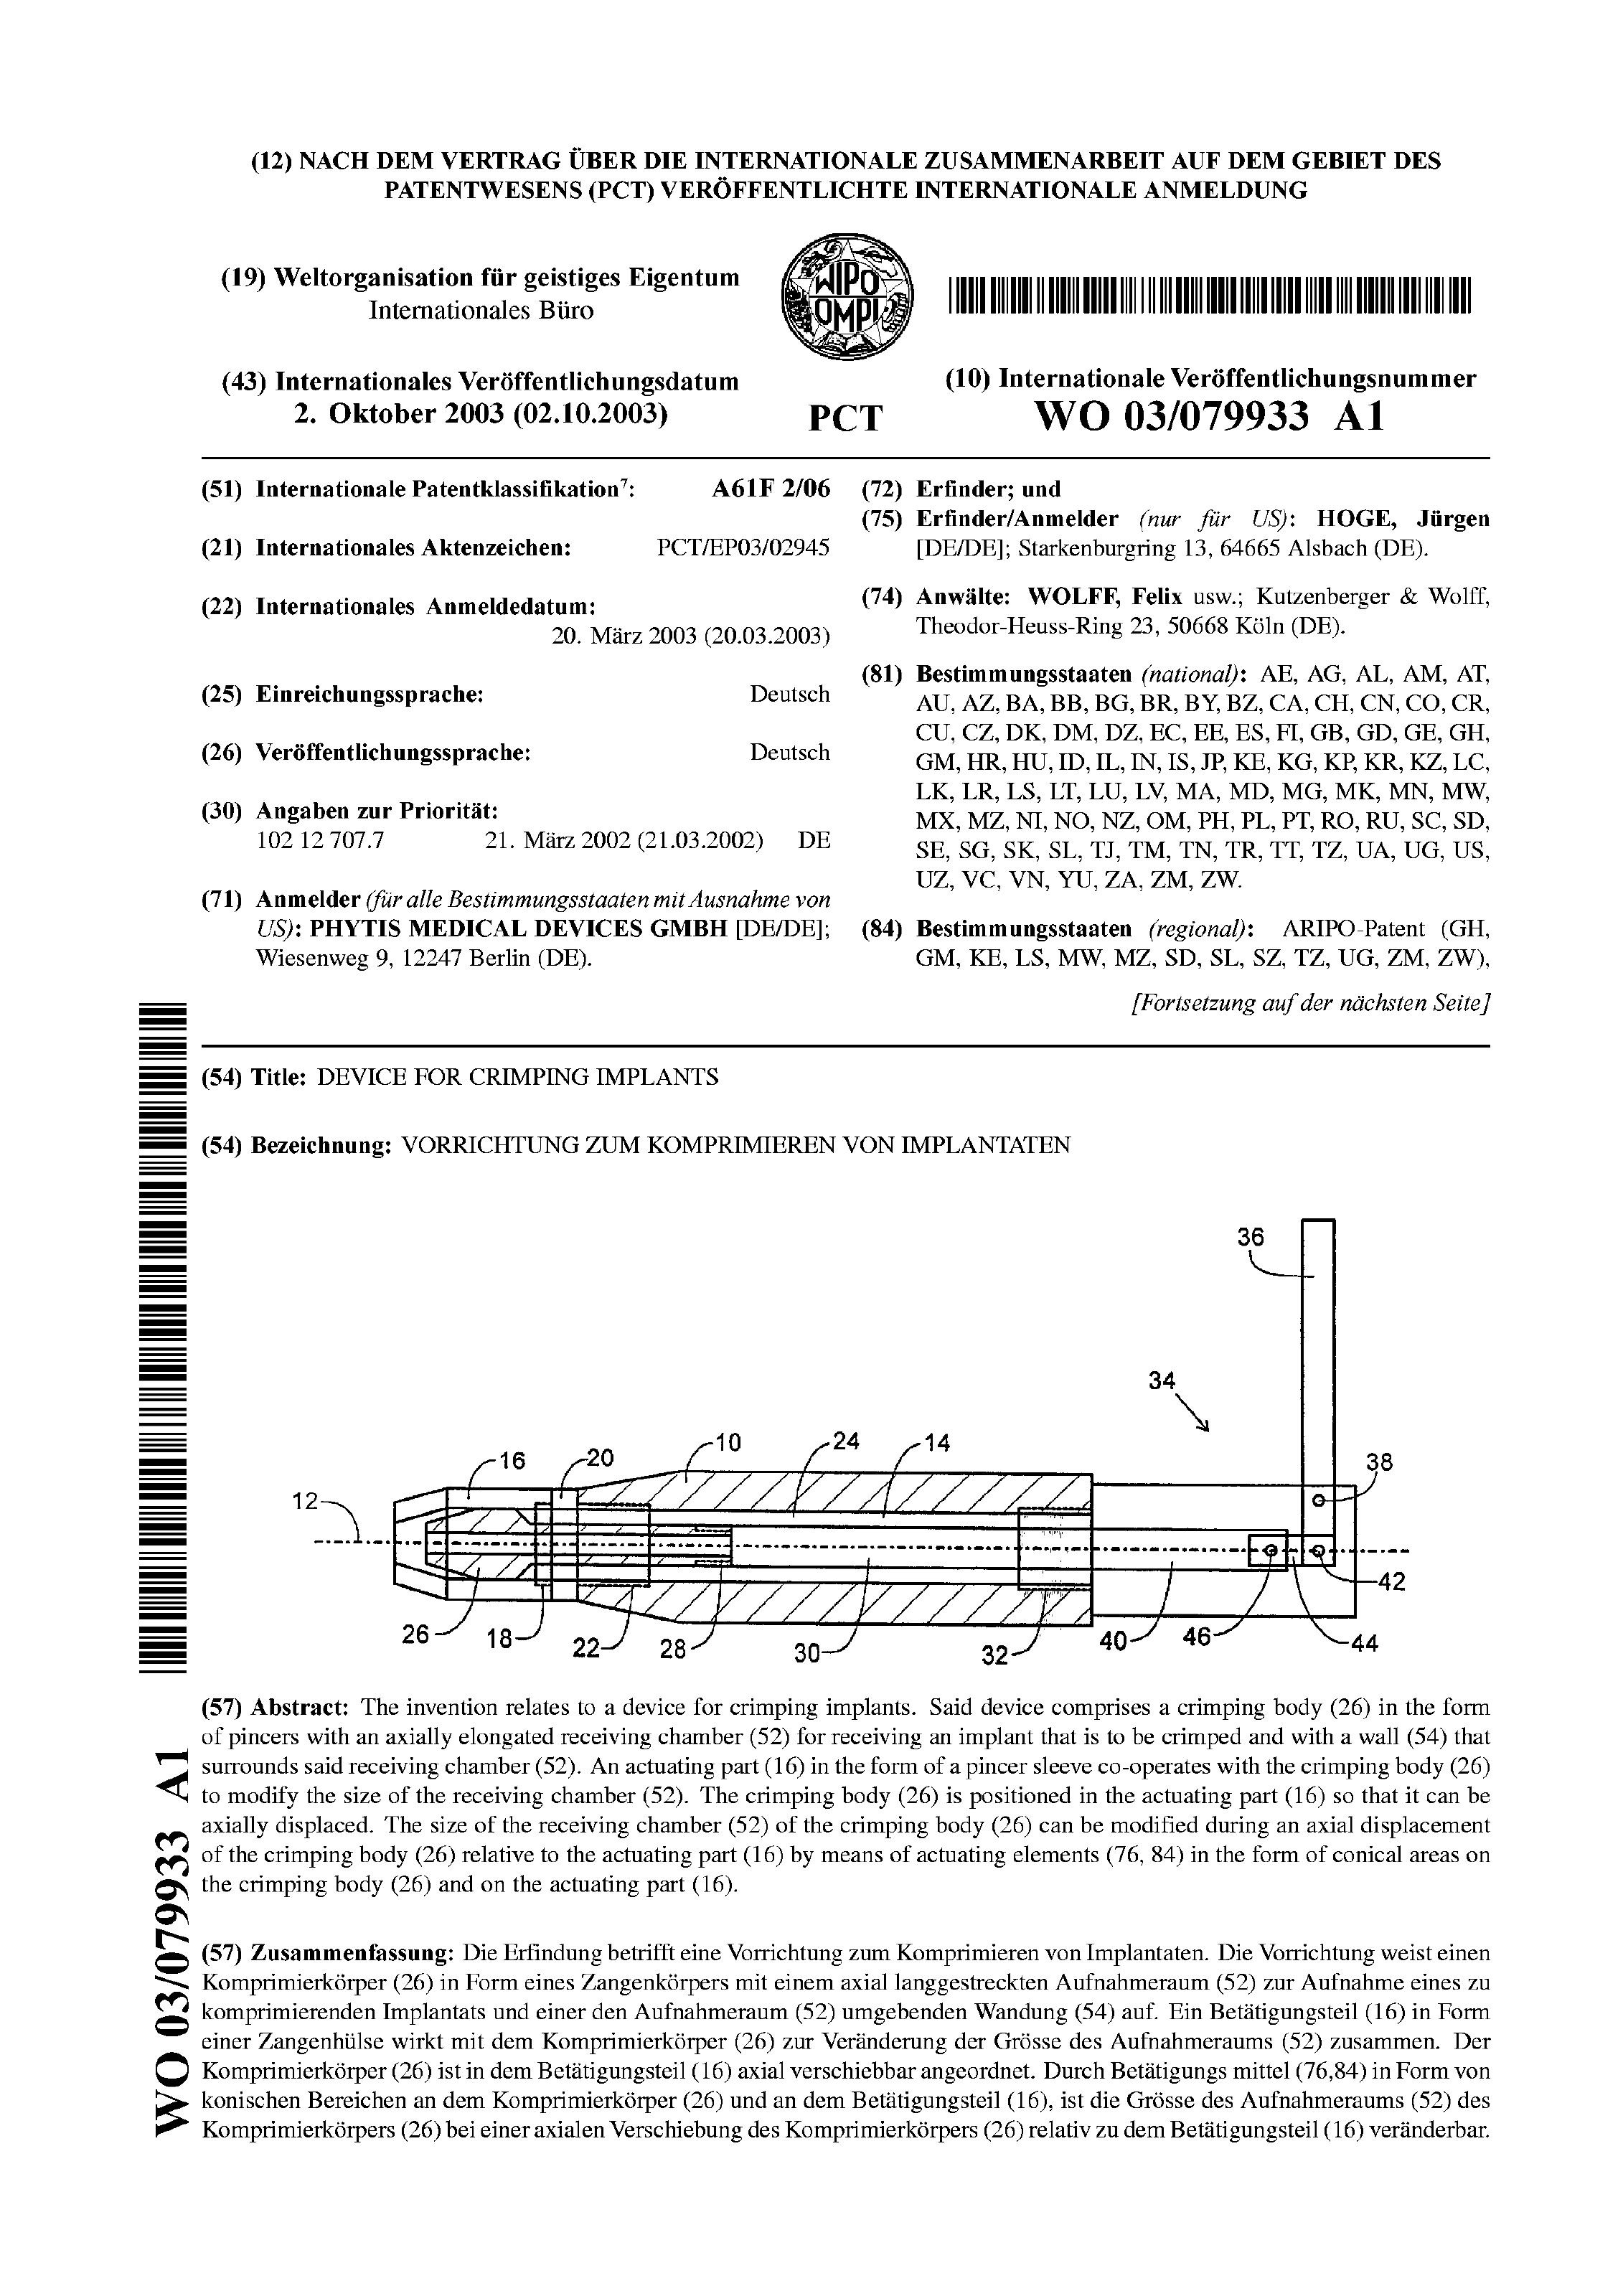 (12) NACH DEM VERTRAG ÜBER DIE INTERNATIONALE ZUSAMMENARBEIT AUF DEM GEBIET DES
PATENTWESENS (PCT) VERÖFFENTLICHTE INTERNATIONALE ANMELDUNG
(19) Weltorganisation für geistiges Eigentum
Internationales Büro
WIPO
OMPI
(43) Internationales Veröffentlichungsdatum
2. Oktober 2003 (02.10.2003)
PCT
(10) Internationale Veröffentlichungsnummer
WO 03/079933 A1
(51) Internationale Patentklassifikation⁷: A61F 2/06
(21) Internationales Aktenzeichen: PCT/EP03/02945
(22) Internationales Anmeldedatum:
20. März 2003 (20.03.2003)
(25) Einreichungssprache: Deutsch
(26) Veröffentlichungssprache: Deutsch
(30) Angaben zur Priorität:
102 12 707.7 21. März 2002 (21.03.2002) DE
(71) Anmelder (für alle Bestimmungsstaaten mit Ausnahme von
US): PHYTIS MEDICAL DEVICES GMBH [DE/DE];
Wiesenweg 9, 12247 Berlin (DE).
(72) Erfinder; und
(75) Erfinder/Anmelder (nur für US): HOGE, Jürgen
[DE/DE]; Starkenburgring 13, 64665 Alsbach (DE).
(74) Anwälte: WOLFF, Felix usw.; Kutzenberger & Wolff,
Theodor-Heuss-Ring 23, 50668 Köln (DE).
(81) Bestimmungsstaaten (national): AE, AG, AL, AM, AT,
AU, AZ, BA, BB, BG, BR, BY, BZ, CA, CH, CN, CO, CR,
CU, CZ, DK, DM, DZ, EC, EE, ES, FI, GB, GD, GE, GH,
GM, HR, HU, ID, IL, IN, IS, JP, KE, KG, KP, KR, KZ, LC,
LK, LR, LS, LT, LU, LV, MA, MD, MG, MK, MN, MW,
MX, MZ, NI, NO, NZ, OM, PH, PL, PT, RO, RU, SC, SD,
SE, SG, SK, SL, TJ, TM, TN, TR, TT, TZ, UA, UG, US,
UZ, VC, VN, YU, ZA, ZM, ZW.
(84) Bestimmungsstaaten (regional): ARIPO-Patent (GH,
GM, KE, LS, MW, MZ, SD, SL, SZ, TZ, UG, ZM, ZW),
[Fortsetzung auf der nächsten Seite]
(54) Title: DEVICE FOR CRIMPING IMPLANTS
(54) Bezeichnung: VORRICHTUNG ZUM KOMPRIMIEREN VON IMPLANTATEN
36
34
10 24 14
16 20 38
12
42
26 18 22 28 30 32 40 46 44
(57) Abstract: The invention relates to a device for crimping implants. Said device comprises a crimping body (26) in the form
of pincers with an axially elongated receiving chamber (52) for receiving an implant that is to be crimped and with a wall (54) that
surrounds said receiving chamber (52). An actuating part (16) in the form of a pincer sleeve co-operates with the crimping body (26)
to modify the size of the receiving chamber (52). The crimping body (26) is positioned in the actuating part (16) so that it can be
axially displaced. The size of the receiving chamber (52) of the crimping body (26) can be modified during an axial displacement
of the crimping body (26) relative to the actuating part (16) by means of actuating elements (76, 84) in the form of conical areas on
the crimping body (26) and on the actuating part (16).
(57) Zusammenfassung: Die Erfindung betrifft eine Vorrichtung zum Komprimieren von Implantaten. Die Vorrichtung weist einen
Komprimierkörper (26) in Form eines Zangenkörpers mit einem axial langgestreckten Aufnahmeraum (52) zur Aufnahme eines zu
komprimierenden Implantats und einer den Aufnahmeraum (52) umgebenden Wandung (54) auf. Ein Betätigungsteil (16) in Form
einer Zangenhülse wirkt mit dem Komprimierkörper (26) zur Veränderung der Grösse des Aufnahmeraums (52) zusammen. Der
Komprimierkörper (26) ist in dem Betätigungsteil (16) axial verschiebbar angeordnet. Durch Betätigungs mittel (76,84) in Form von
konischen Bereichen an dem Komprimierkörper (26) und an dem Betätigungsteil (16), ist die Grösse des Aufnahmeraums (52) des
Komprimierkörpers (26) bei einer axialen Verschiebung des Komprimierkörpers (26) relativ zu dem Betätigungsteil (16) veränderbar.
WO 03/079933 A1